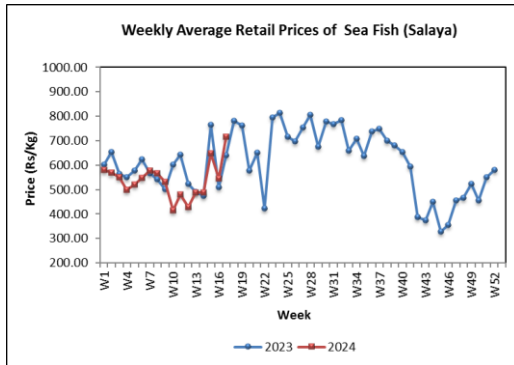 Weekly Average Retail Prices of Sea Fish (Salaya)
Price (Rs/Kg)
1000.00
900.00
800.00
700.00
600.00
500.00
400.00
300.00
200.00
W1
W4
W7
W10
W13
W16
W19
W22
W25
W28
W31
W34
W37
W40
W43
W46
W49
W52
Week
2023
2024